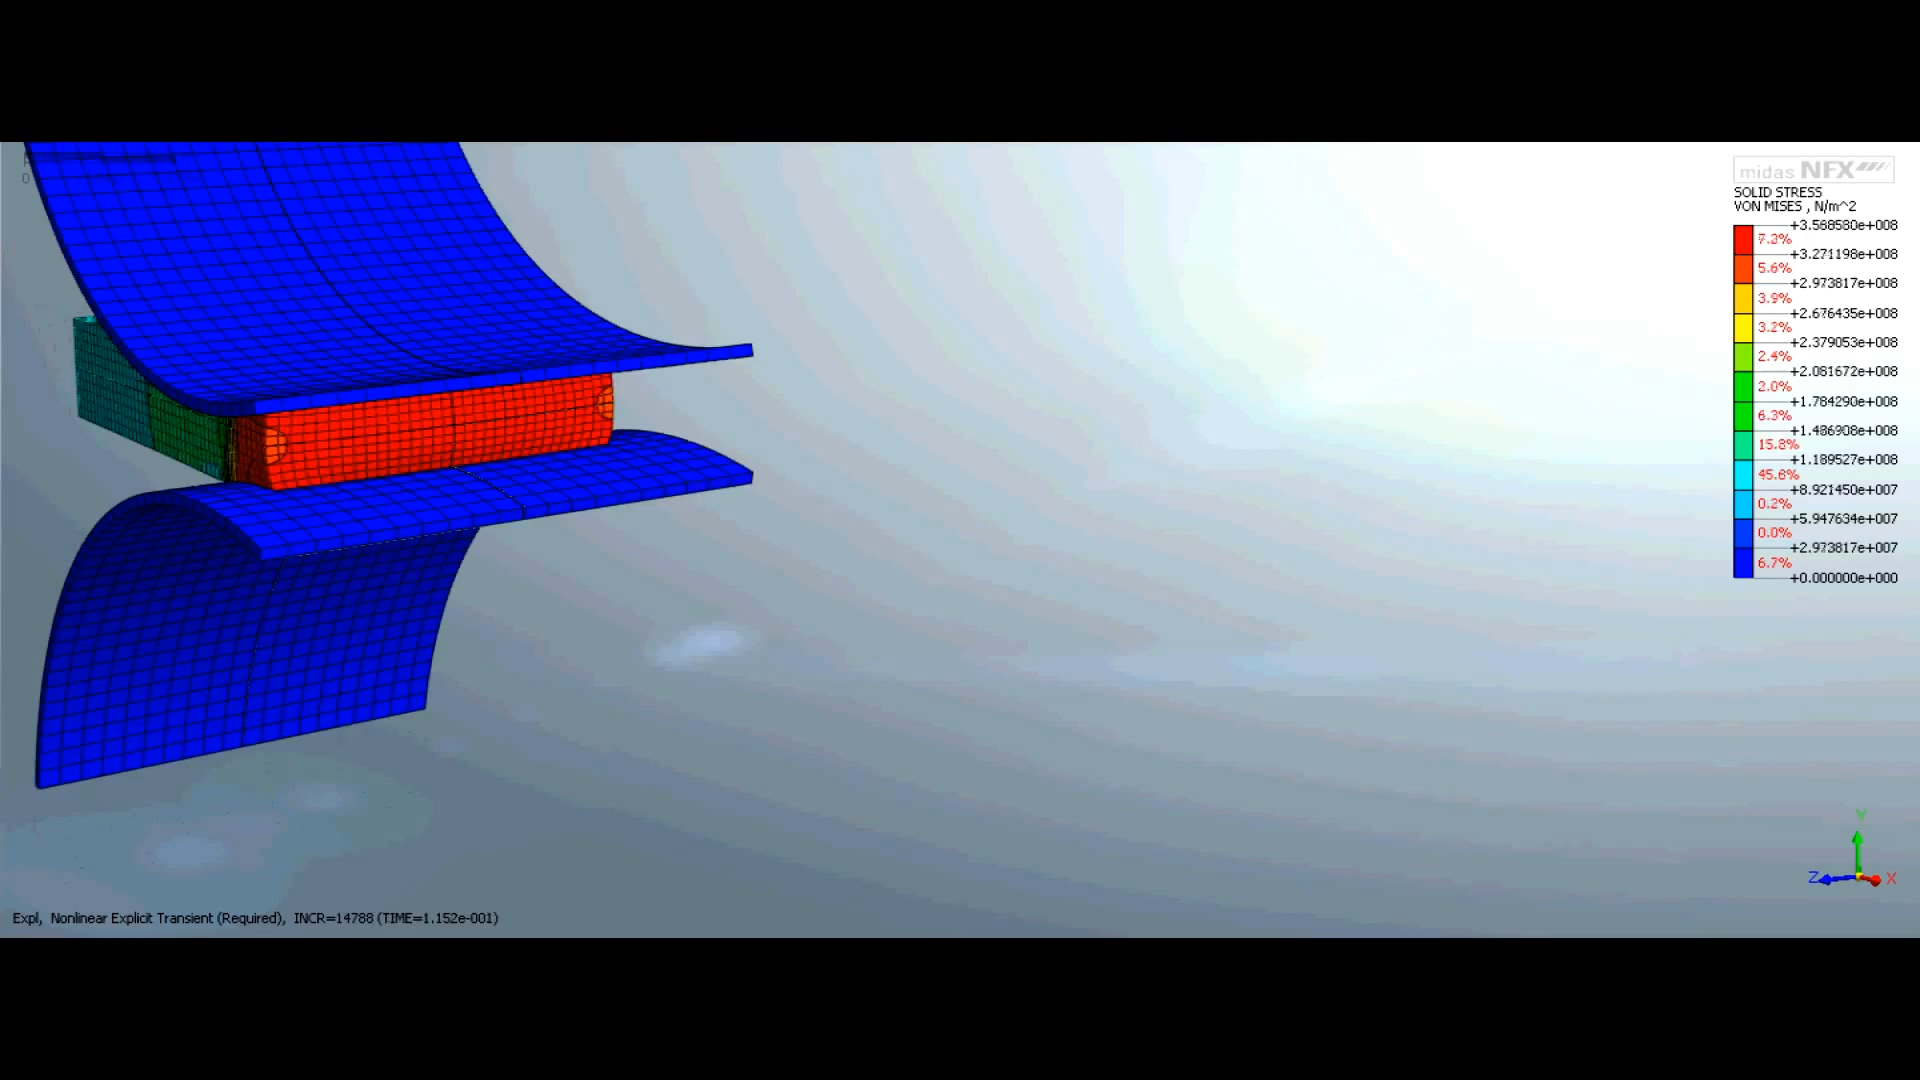 midas NFX
SOLID STRESS
VON MISES , N/m^2
+3.568580e+008
7.2%
+3.271198e+008
5.6%
+2.973817e+008
3.9%
+2.676435e+008
3.2%
+2.379053e+008
2.4%
+2.081672e+008
2.0%
+1.784290e+008
6.3%
+1.486908e+008
15.8%
+1.189527e+008
45.6%
+8.921450e+007
0.2%
+5.947634e+007
0.0%
+2.973817e+007
6.7%
+0.000000e+000
Y
Z
X
Expl, Nonlinear Explicit Transient (Required), INCR=14788 (TIME=1.152e-001)